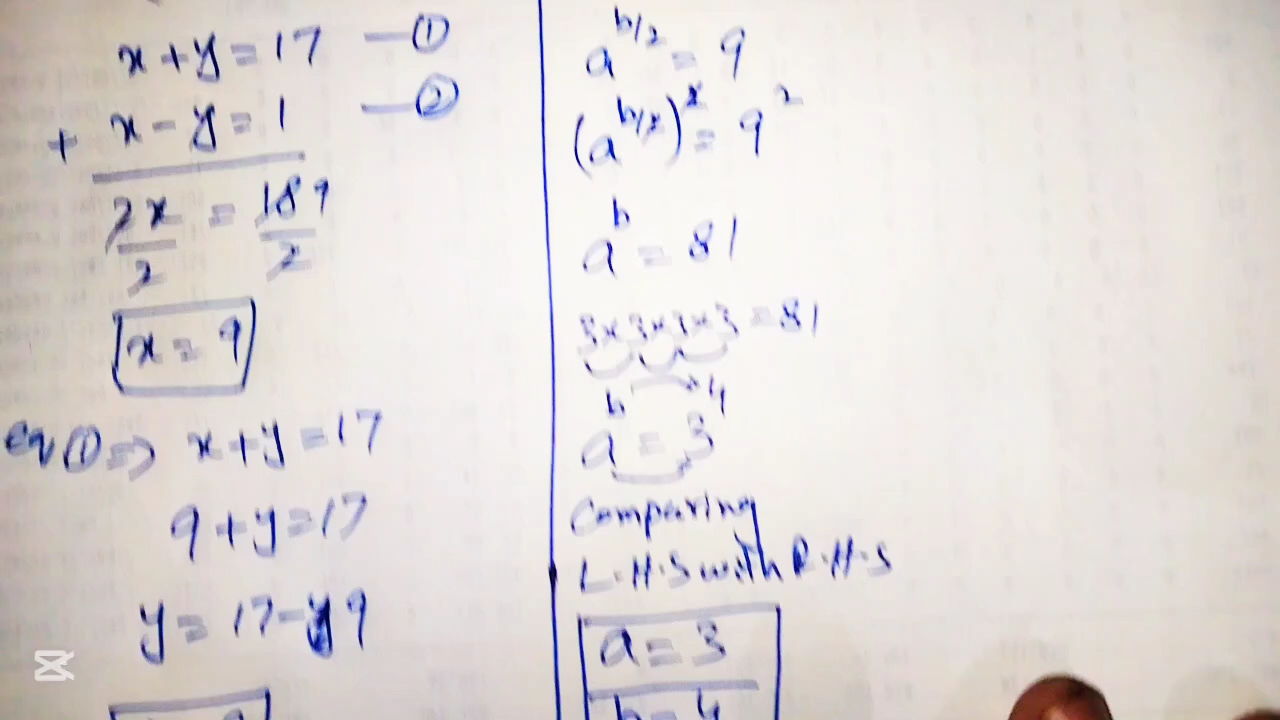 x + y = 17 — ①
+ x - y = 1 — ②
2x/2 = 18 9/2
x = 9
eq ① ⇒ x + y = 17
9 + y = 17
y = 17 - 9
a^{b/2} = 9
(a^{b/2})^2 = 9^2
a^b = 81
3×3×3×3 = 81
a^b = 3^4
Comparing
L.H.S with R.H.S
a = 3
b = 4